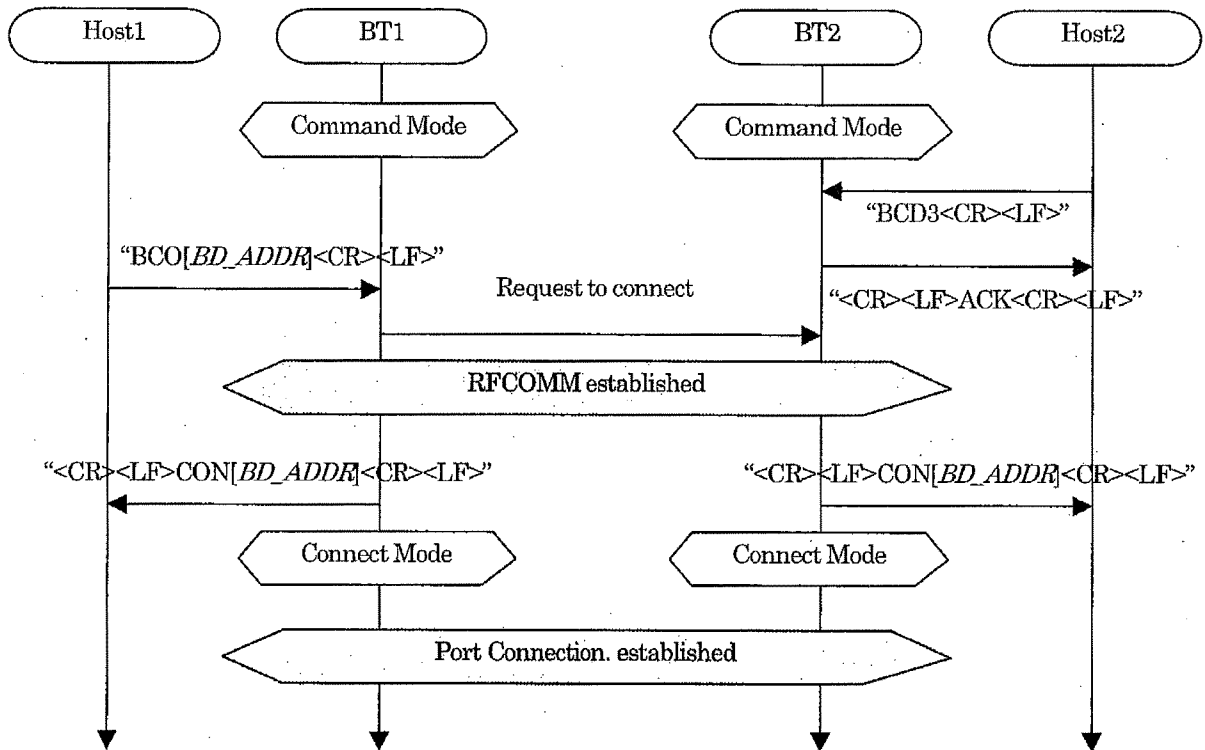 Host1
BT1
BT2
Host2
Command Mode
Command Mode
“BCD3<CR><LF>”
“BCO[BD_ADDR]<CR><LF>”
Request to connect
“<CR><LF>ACK<CR><LF>”
RFCOMM established
“<CR><LF>CON[BD_ADDR]<CR><LF>”
“<CR><LF>CON[BD_ADDR]<CR><LF>”
Connect Mode
Connect Mode
Port Connection. established